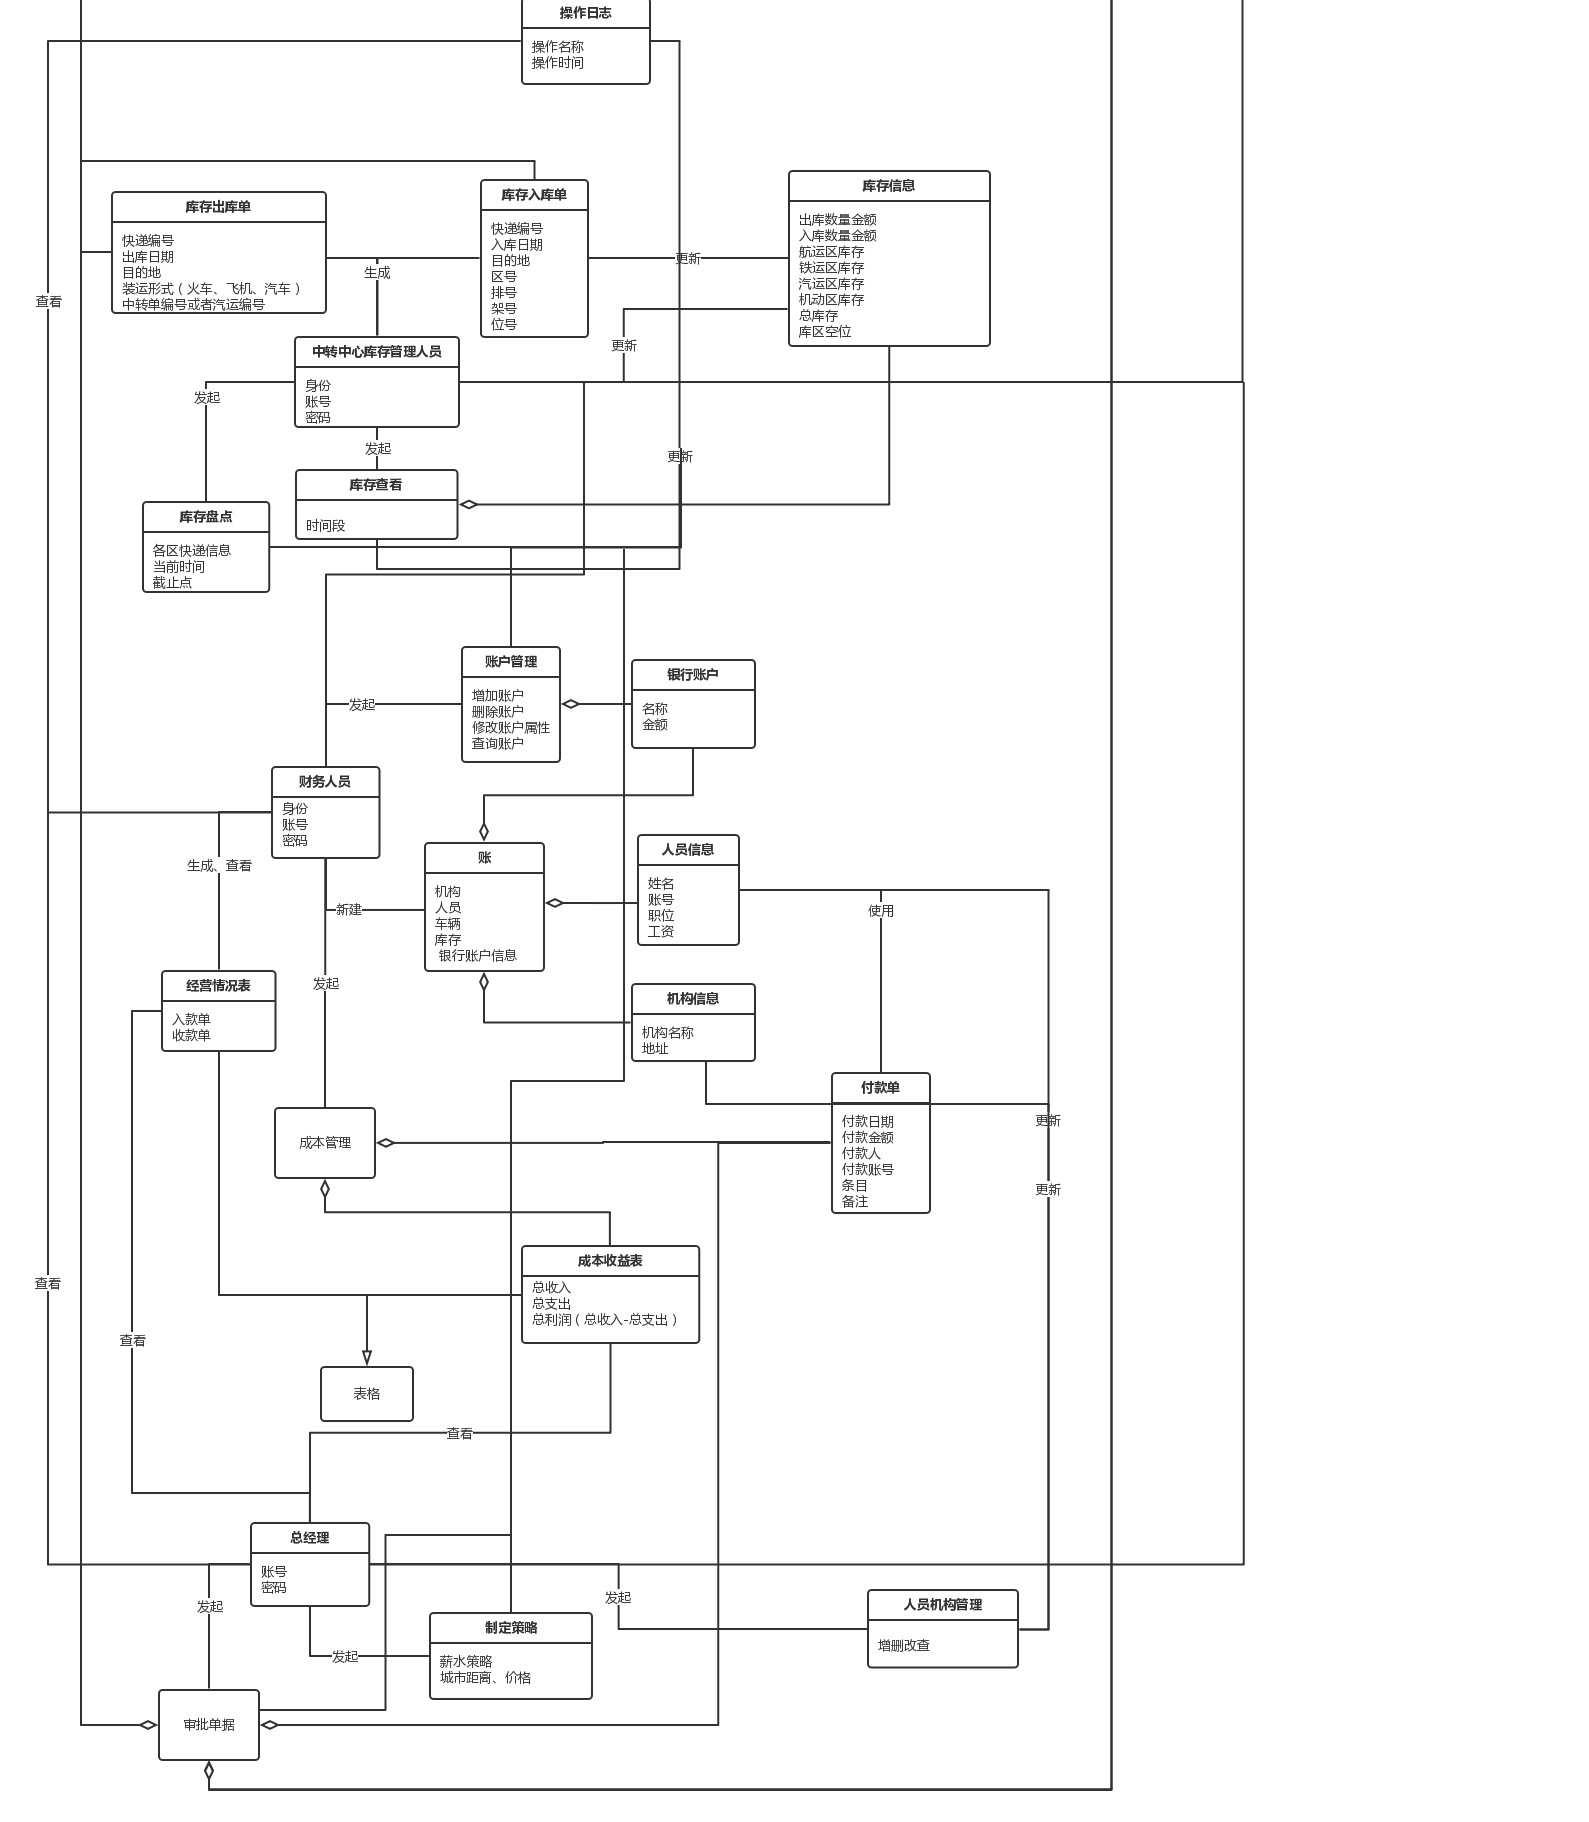 操作日志
操作名称
操作时间
库存出库单
快递编号
出库日期
目的地
装运形式（火车、飞机、汽车）
中转单编号或者汽运编号
生成
库存入库单
快递编号
入库日期
目的地
区号
排号
架号
位号
更新
库存信息
出库数量金额
入库数量金额
航运区库存
铁运区库存
汽运区库存
机动区库存
总库存
库区空位
查看
更新
中转中心库存管理人员
身份
账号
密码
发起
发起
更新
库存查看
时间段
库存盘点
各区快递信息
当前时间
截止点
账户管理
增加账户
删除账户
修改账户属性
查询账户
发起
银行账户
名称
金额
财务人员
身份
账号
密码
生成、查看
新建
账
机构
人员
车辆
库存
银行账户信息
人员信息
姓名
账号
职位
工资
使用
发起
经营情况表
入款单
收款单
机构信息
机构名称
地址
付款单
付款日期
付款金额
付款人
付款账号
条目
备注
更新
更新
成本管理
成本收益表
总收入
总支出
总利润（总收入-总支出）
查看
查看
表格
查看
总经理
账号
密码
发起
发起
发起
制定策略
薪水策略
城市距离、价格
人员机构管理
增删改查
审批单据